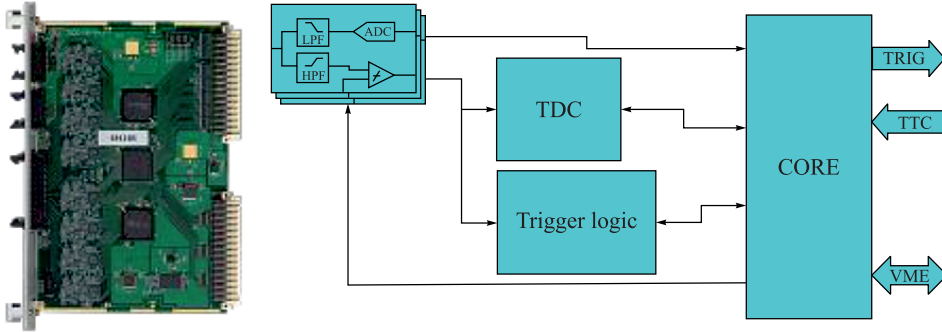 LPF
ADC
HPF
TDC
Trigger logic
CORE
TRIG
TTC
VME